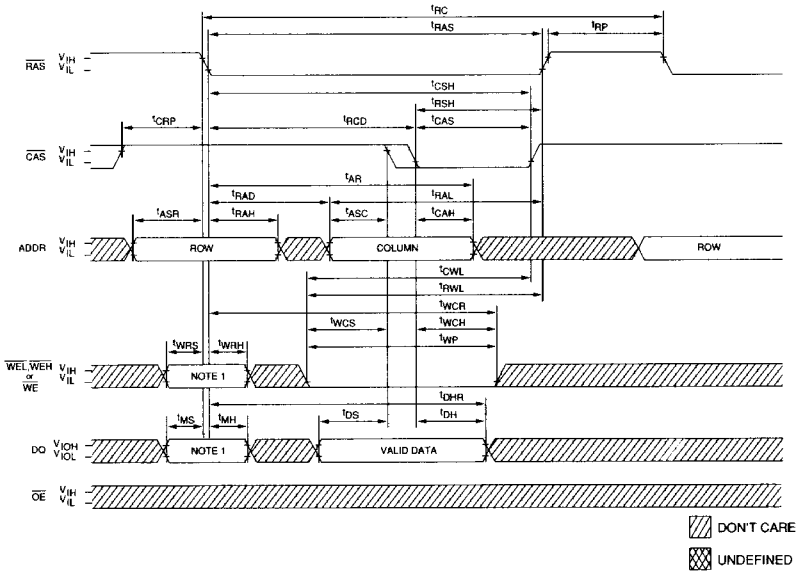 tRC
tRAS
tRP
RAS VIH
VIL
tCSH
tRSH
tCRP
tRCD
tCAS
CAS VIH
VIL
tAR
tRAD
tRAL
tASR
tRAH
tASC
tCAH
ADDR VIH
VIL
ROW
COLUMN
ROW
tCWL
tRWL
tWCR
tWCS
tWCH
tWRS
tWRH
tWP
WEL, WEH
or
WE
VIH
VIL
NOTE 1
tDHR
tMS
tMH
tDS
tDH
DQ VIOH
VIOL
NOTE 1
VALID DATA
OE VIH
VIL
DON'T CARE
UNDEFINED